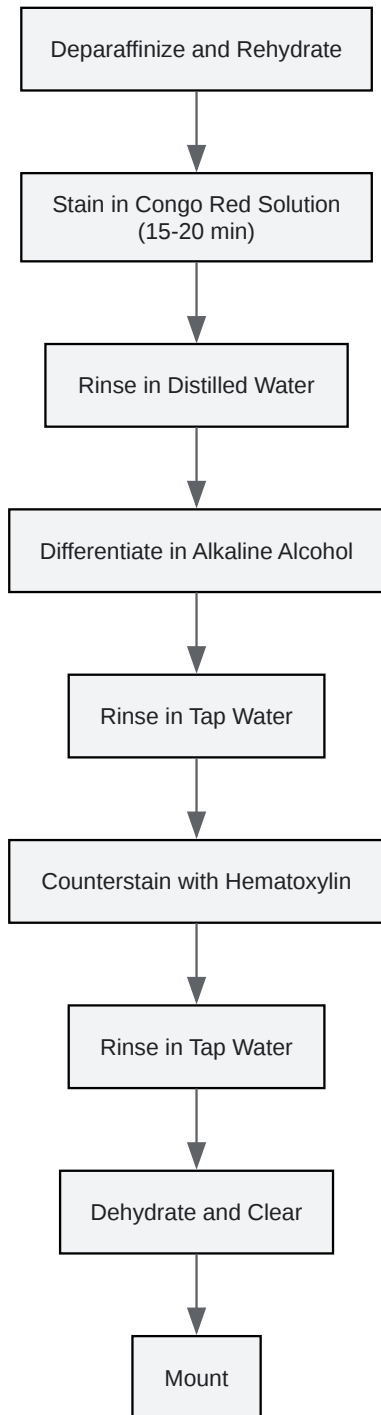 Deparaffinize and Rehydrate
Stain in Congo Red Solution
(15-20 min)
Rinse in Distilled Water
Differentiate in Alkaline Alcohol
Rinse in Tap Water
Counterstain with Hematoxylin
Rinse in Tap Water
Dehydrate and Clear
Mount